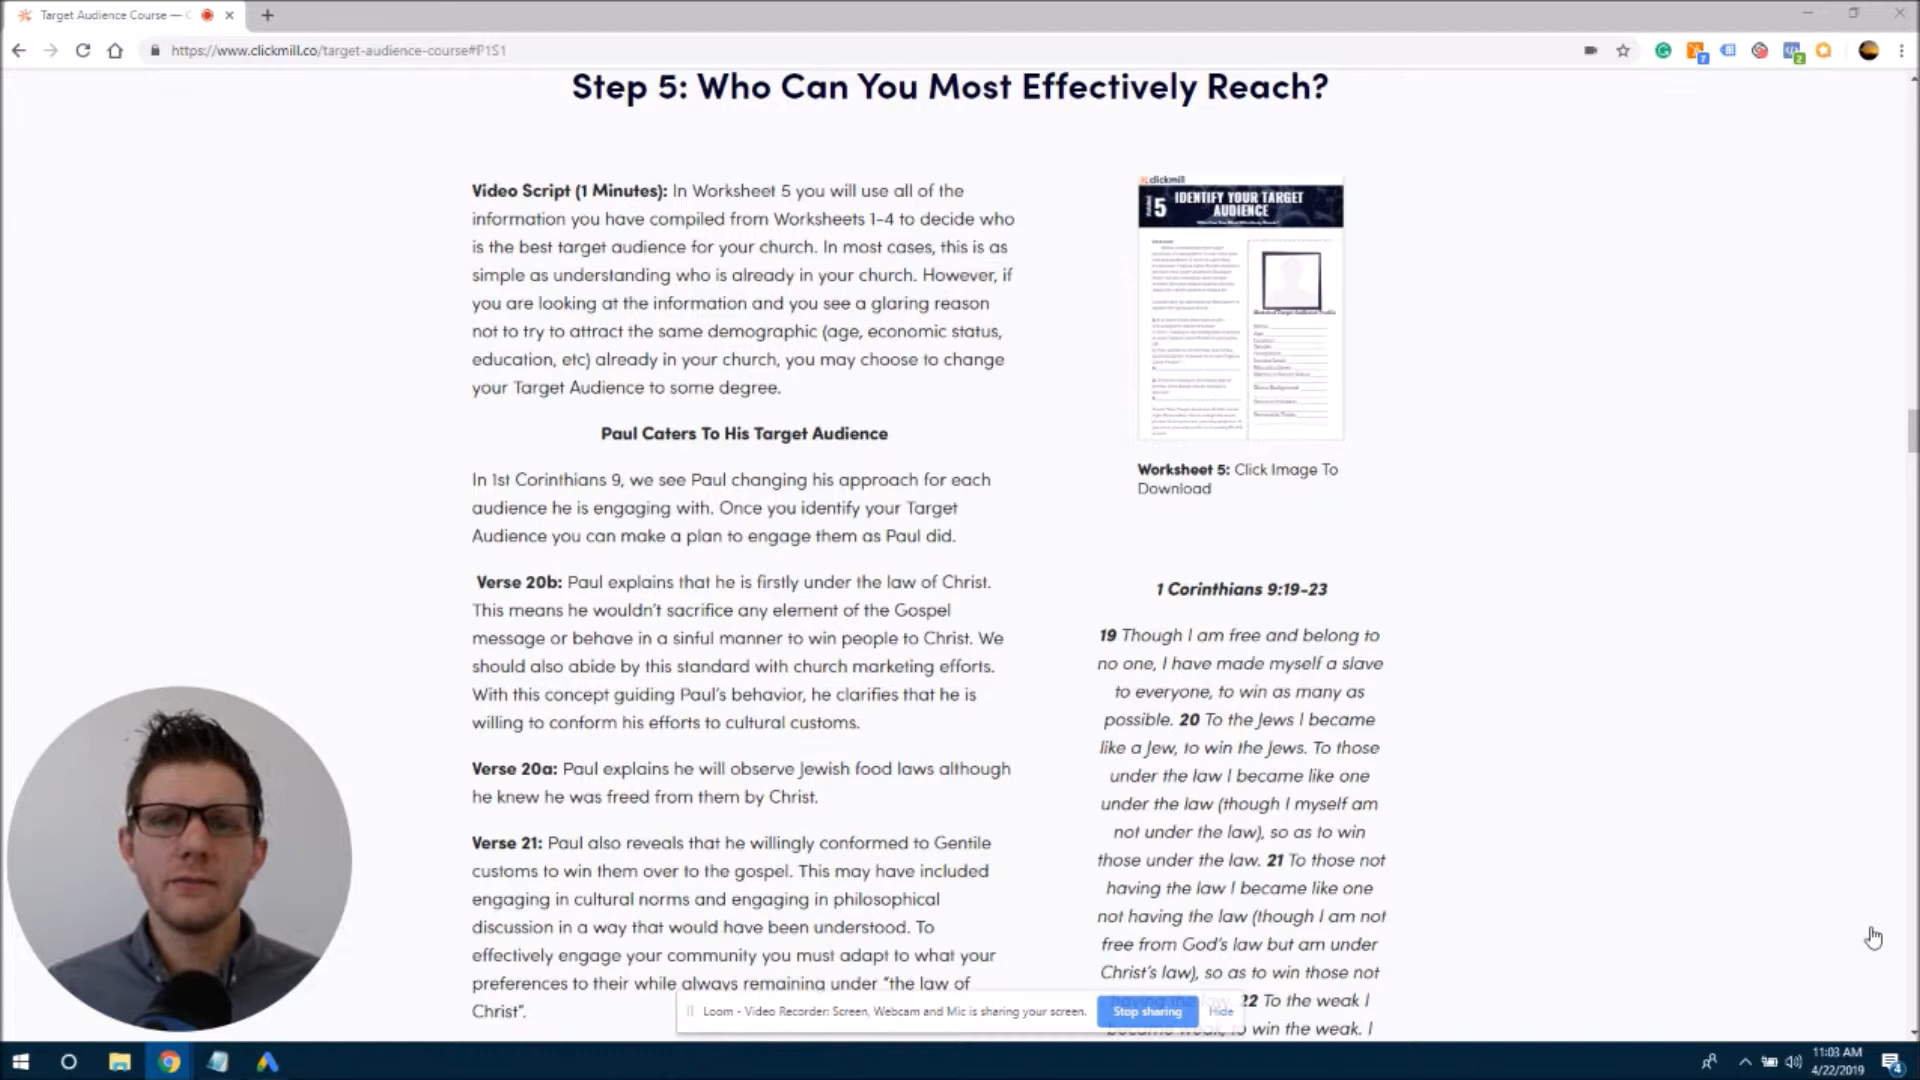 Target Audience Course — C
https://www.clickmill.co/target-audience-course#P1S1
7
2
Step 5: Who Can You Most Effectively Reach?
Video Script (1 Minutes): In Worksheet 5 you will use all of the
information you have compiled from Worksheets 1-4 to decide who
is the best target audience for your church. In most cases, this is as
simple as understanding who is already in your church. However, if
you are looking at the information and you see a glaring reason
not to try to attract the same demographic (age, economic status,
education, etc) already in your church, you may choose to change
your Target Audience to some degree.
Paul Caters To His Target Audience
In 1st Corinthians 9, we see Paul changing his approach for each
audience he is engaging with. Once you identify your Target
Audience you can make a plan to engage them as Paul did.
Verse 20b: Paul explains that he is firstly under the law of Christ.
This means he wouldn't sacrifice any element of the Gospel
message or behave in a sinful manner to win people to Christ. We
should also abide by this standard with church marketing efforts.
With this concept guiding Paul's behavior, he clarifies that he is
willing to conform his efforts to cultural customs.
Verse 20a: Paul explains he will observe Jewish food laws although
he knew he was freed from them by Christ.
Verse 21: Paul also reveals that he willingly conformed to Gentile
customs to win them over to the gospel. This may have included
engaging in cultural norms and engaging in philosophical
discussion in a way that would have been understood. To
effectively engage your community you must adapt to what your
preferences to their while always remaining under "the law of
Christ".
clickmill
5
IDENTIFY YOUR TARGET
AUDIENCE
Worksheet 5: Click Image To
Download
1 Corinthians 9:19-23
19 Though I am free and belong to
no one, I have made myself a slave
to everyone, to win as many as
possible. 20 To the Jews I became
like a Jew, to win the Jews. To those
under the law I became like one
under the law (though I myself am
not under the law), so as to win
those under the law. 21 To those not
having the law I became like one
not having the law (though I am not
free from God's law but am under
Christ's law), so as to win those not
having the law. 22 To the weak I
became weak, to win the weak. I
Loom - Video Recorder: Screen, Webcam and Mic is sharing your screen.
Stop sharing
Hide
11:03 AM
4/22/2019
4